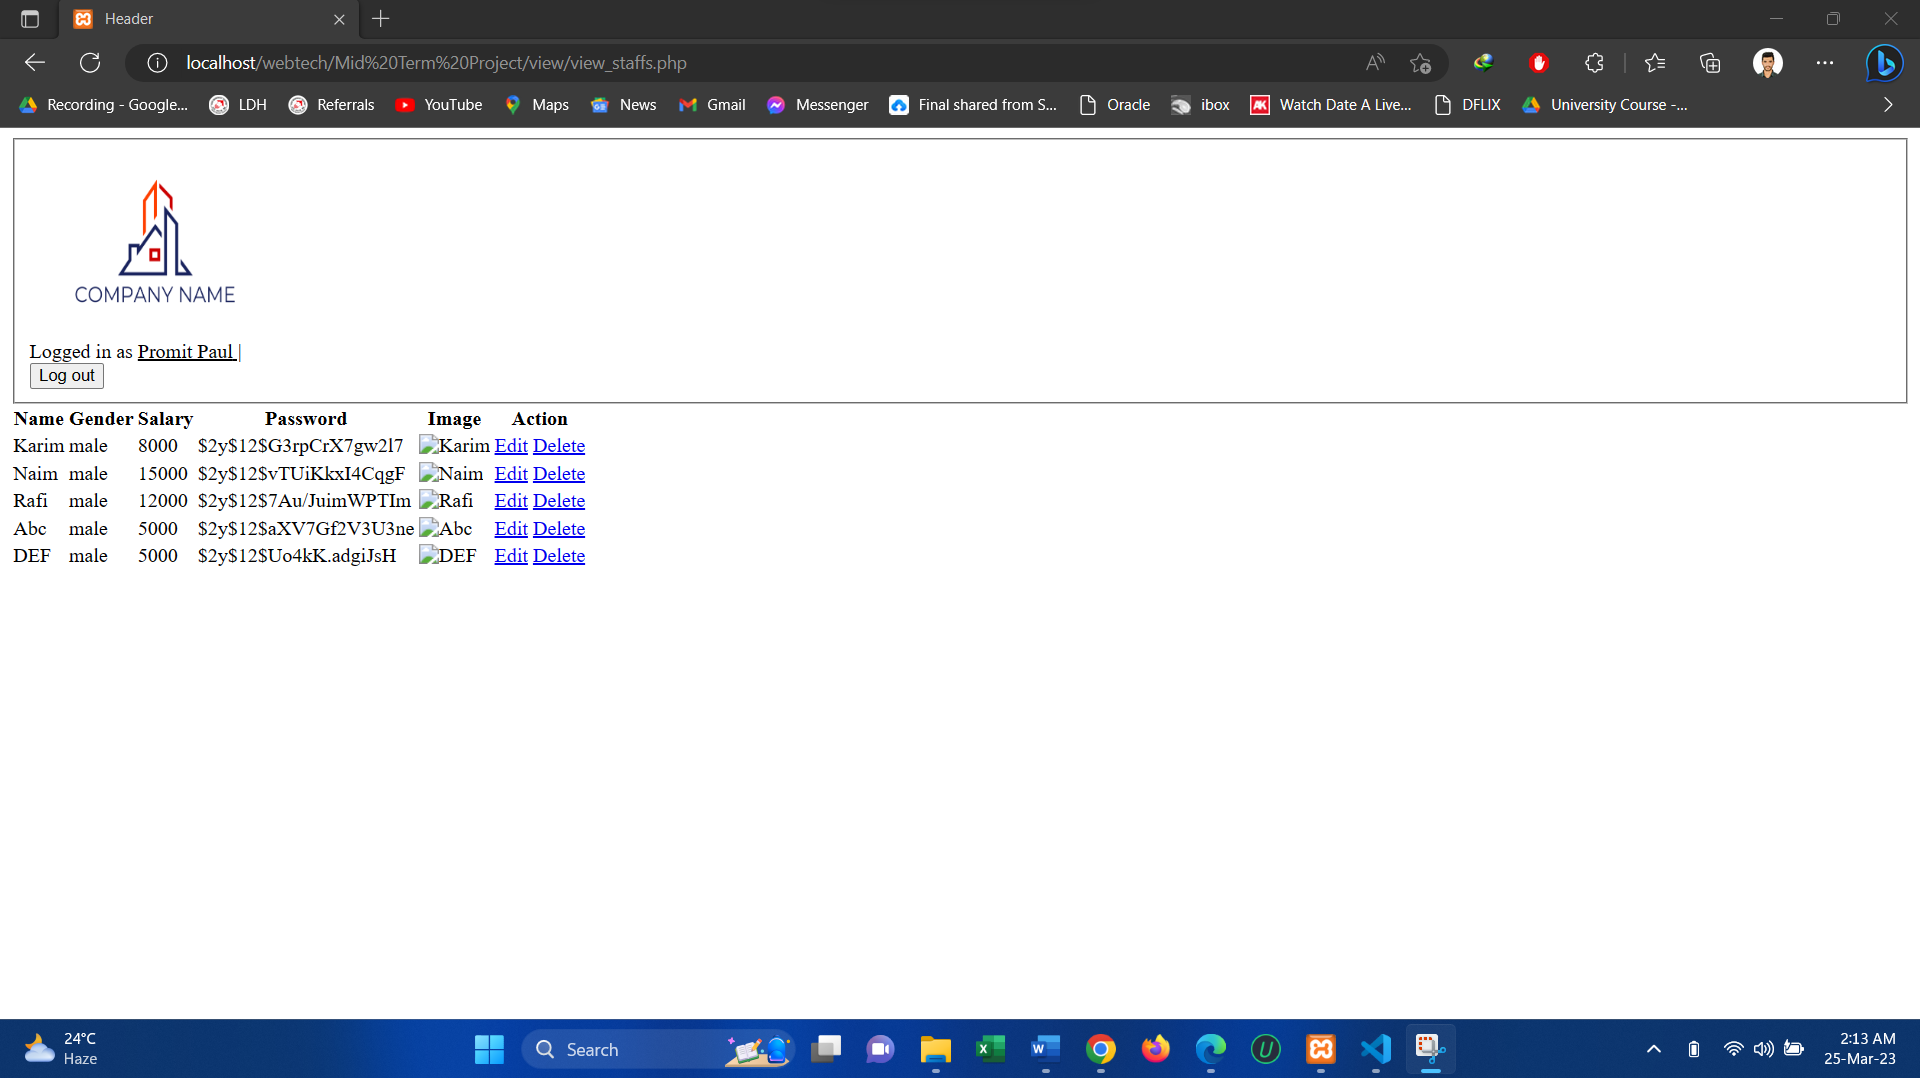 Header
localhost/webtech/Mid%20Term%20Project/view/view_staffs.php
Recording - Google... LDH Referrals YouTube Maps News Gmail Messenger Final shared from S... Oracle ibox Watch Date A Live... DFLIX University Course -...
COMPANY NAME
Logged in as Promit Paul |
Log out
Name Gender Salary Password Image Action
Karim male 8000 $2y$12$G3rpCrX7gw2l7 Karim Edit Delete
Naim male 15000 $2y$12$vTUiKkxI4CqgF Naim Edit Delete
Rafi male 12000 $2y$12$7Au/JuimWPTIm Rafi Edit Delete
Abc male 5000 $2y$12$aXV7Gf2V3U3ne Abc Edit Delete
DEF male 5000 $2y$12$Uo4kK.adgiJsH DEF Edit Delete
24°C
Haze
Search
2:13 AM
25-Mar-23